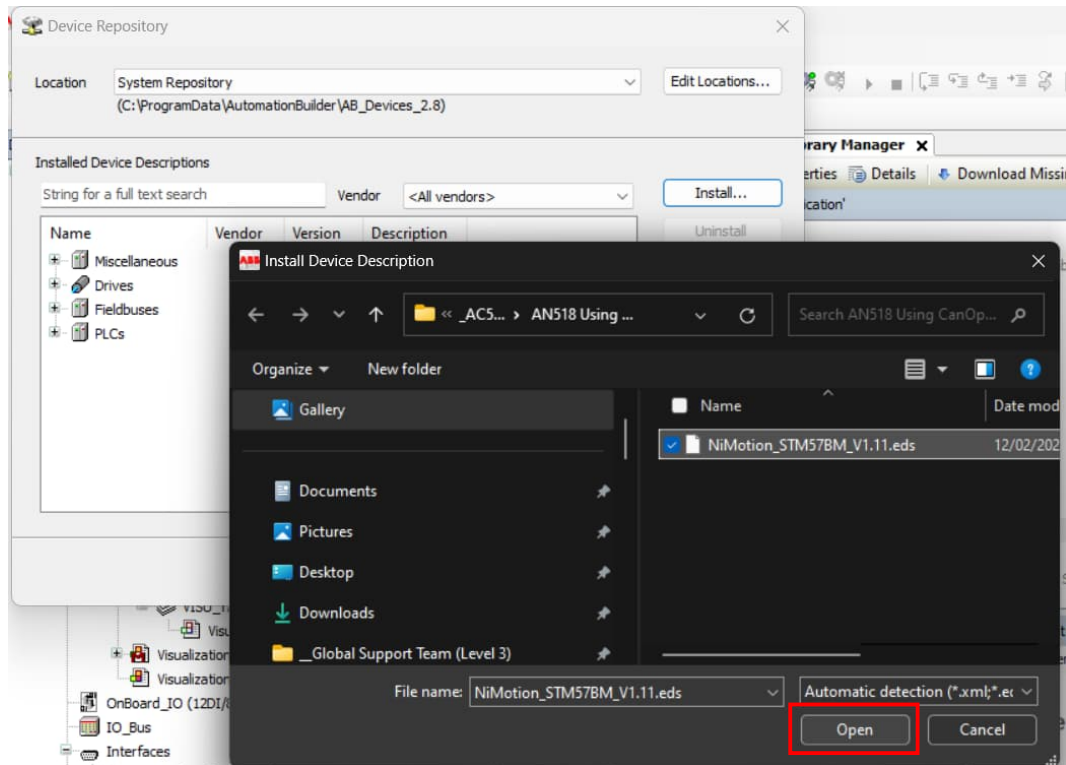 Device Repository
Location System Repository Edit Locations...
(C:\ProgramData\AutomationBuilder\AB_Devices_2.8)
rary Manager
erties Details Download Missi
ication'
Installed Device Descriptions
String for a full text search Vendor <All vendors> Install...
Uninstall
Name Vendor Version Description
Miscellaneous
Drives
Fieldbuses
PLCs
ABB Install Device Description
« _AC5... › AN518 Using ... Search AN518 Using CanOp...
Organize New folder
Gallery
Name Date mod
NiMotion_STM57BM_V1.11.eds 12/02/202
Documents
Pictures
Desktop
Downloads
__Global Support Team (Level 3)
Visu
Visualization
Visualization
OnBoard_IO (12DI/
IO_Bus
Interfaces
File name: NiMotion_STM57BM_V1.11.eds Automatic detection (*.xml;*.ec
Open Cancel